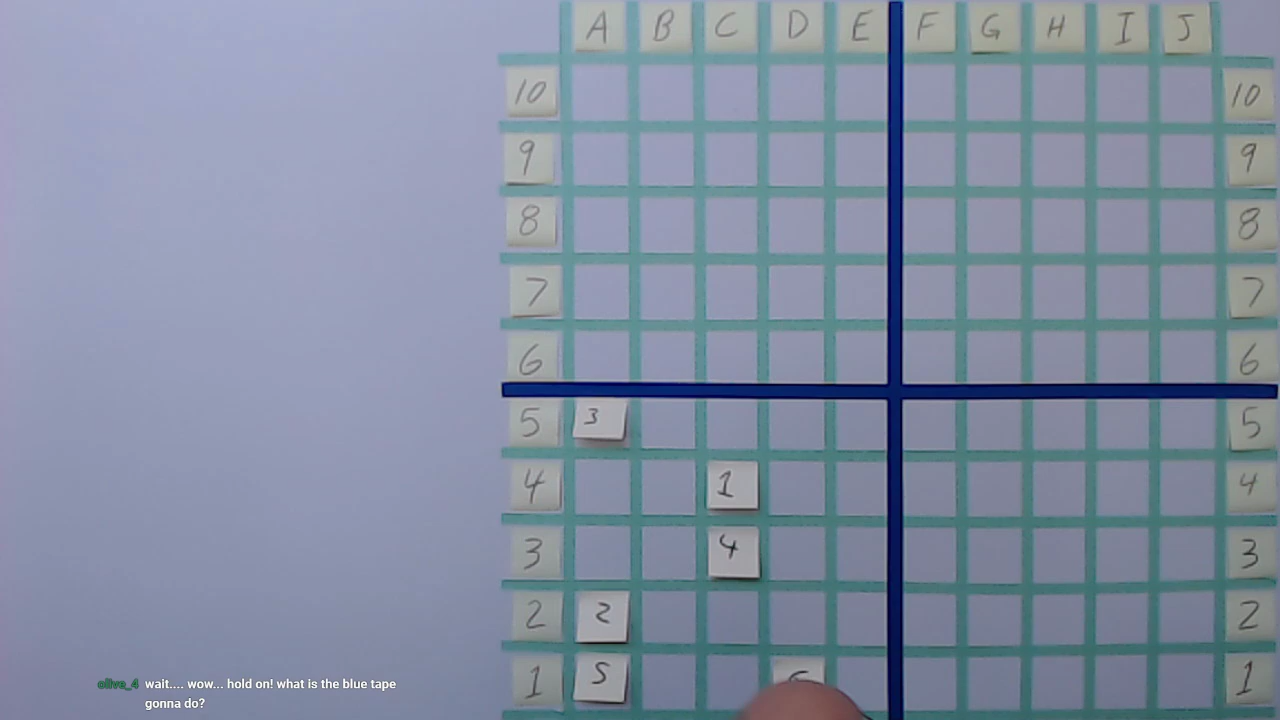 A B C D E F G H I J
10 10
9 9
8 8
7 7
6 6
5 3 5
4 1 4
3 4 3
2 2 2
1 5 1
olive_4 wait.... wow... hold on! what is the blue tape
gonna do?